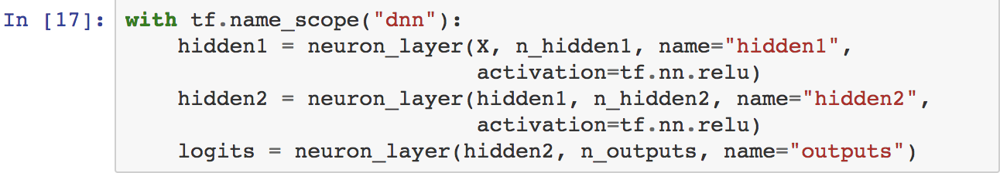 In [17]: with tf.name_scope("dnn"):
    hidden1 = neuron_layer(X, n_hidden1, name="hidden1",
                           activation=tf.nn.relu)
    hidden2 = neuron_layer(hidden1, n_hidden2, name="hidden2",
                           activation=tf.nn.relu)
    logits = neuron_layer(hidden2, n_outputs, name="outputs")